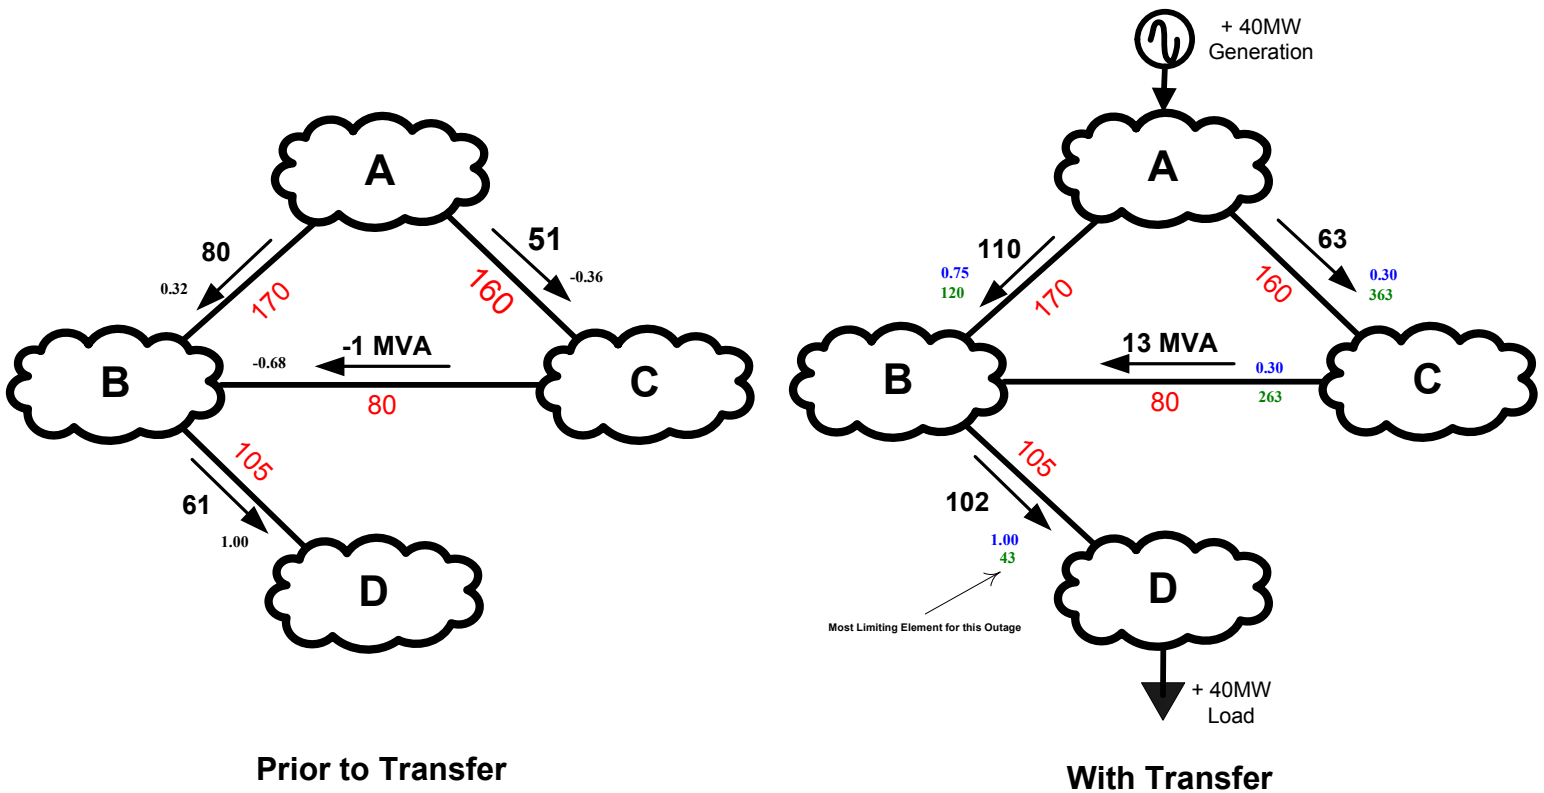 + 40MW
Generation
A
A
80
51
110
63
0.32
-0.36
0.75
120
0.30
363
170
160
170
160
-1 MVA
13 MVA
B
-0.68
C
B
0.30
263
C
80
80
105
105
61
102
1.00
1.00
43
D
D
Most Limiting Element for this Outage
+ 40MW
Load
Prior to Transfer
With Transfer